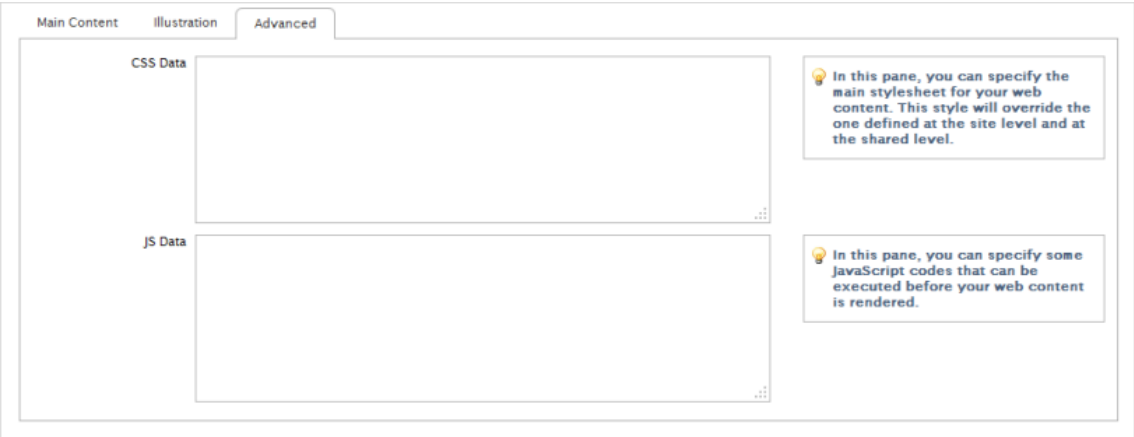 Main Content Illustration Advanced
CSS Data
In this pane, you can specify the
main stylesheet for your web
content. This style will override the
one defined at the site level and at
the shared level.
JS Data
In this pane, you can specify some
JavaScript codes that can be
executed before your web content
is rendered.